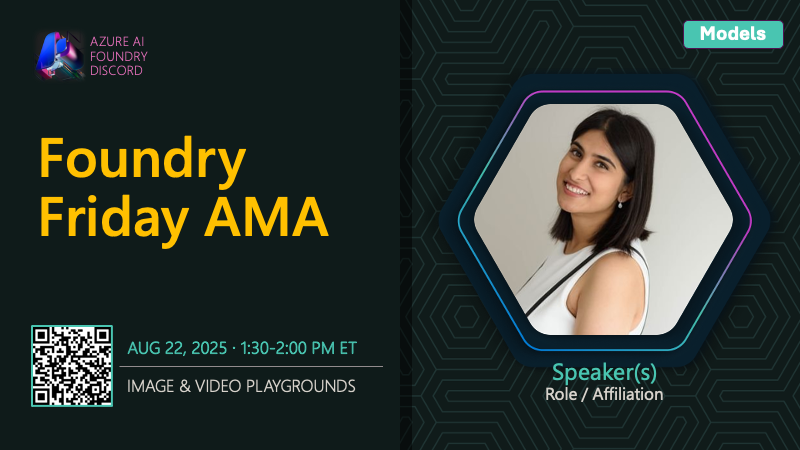 AZURE AI
FOUNDRY
DISCORD
Models
Foundry
Friday AMA
AUG 22, 2025 · 1:30-2:00 PM ET
IMAGE & VIDEO PLAYGROUNDS
Speaker(s)
Role / Affiliation